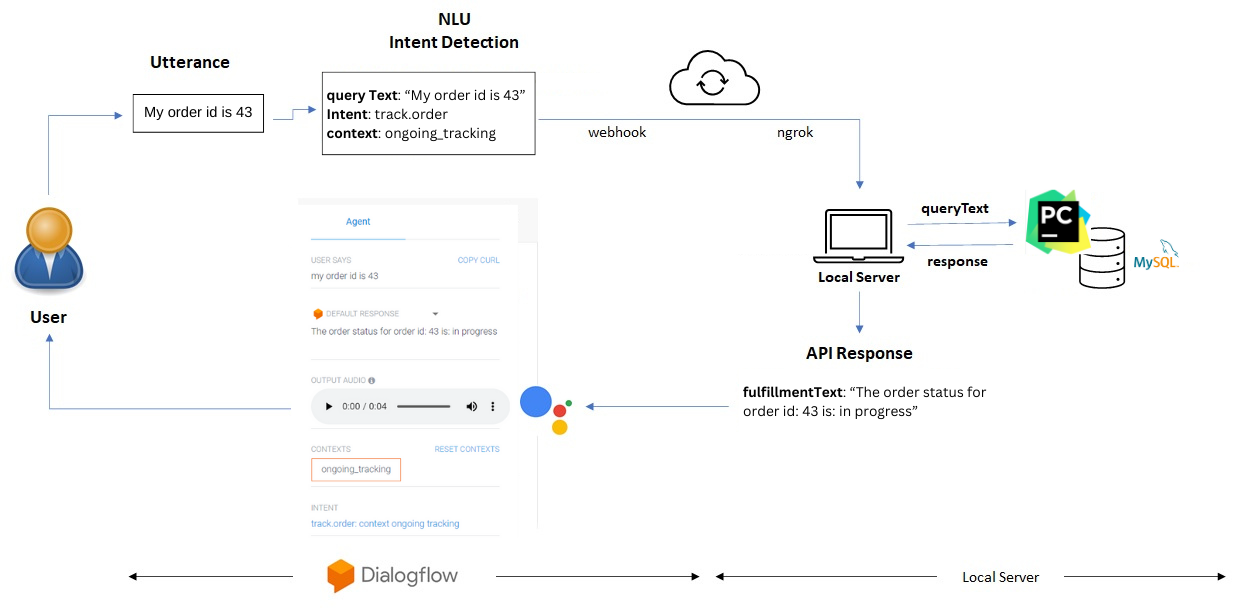 NLU
Intent Detection
Utterance
My order id is 43
query Text: “My order id is 43”
Intent: track.order
context: ongoing_tracking
webhook
ngrok
queryText
PC
response
MySQL
Local Server
User
Agent
USER SAYS
COPY CURL
my order id is 43
DEFAULT RESPONSE
The order status for order id: 43 is: in progress
OUTPUT AUDIO
0:00 / 0:04
CONTEXTS
RESET CONTEXTS
ongoing_tracking
INTENT
track.order: context ongoing tracking
API Response
fulfillmentText: “The order status for
order id: 43 is: in progress”
Dialogflow
Local Server